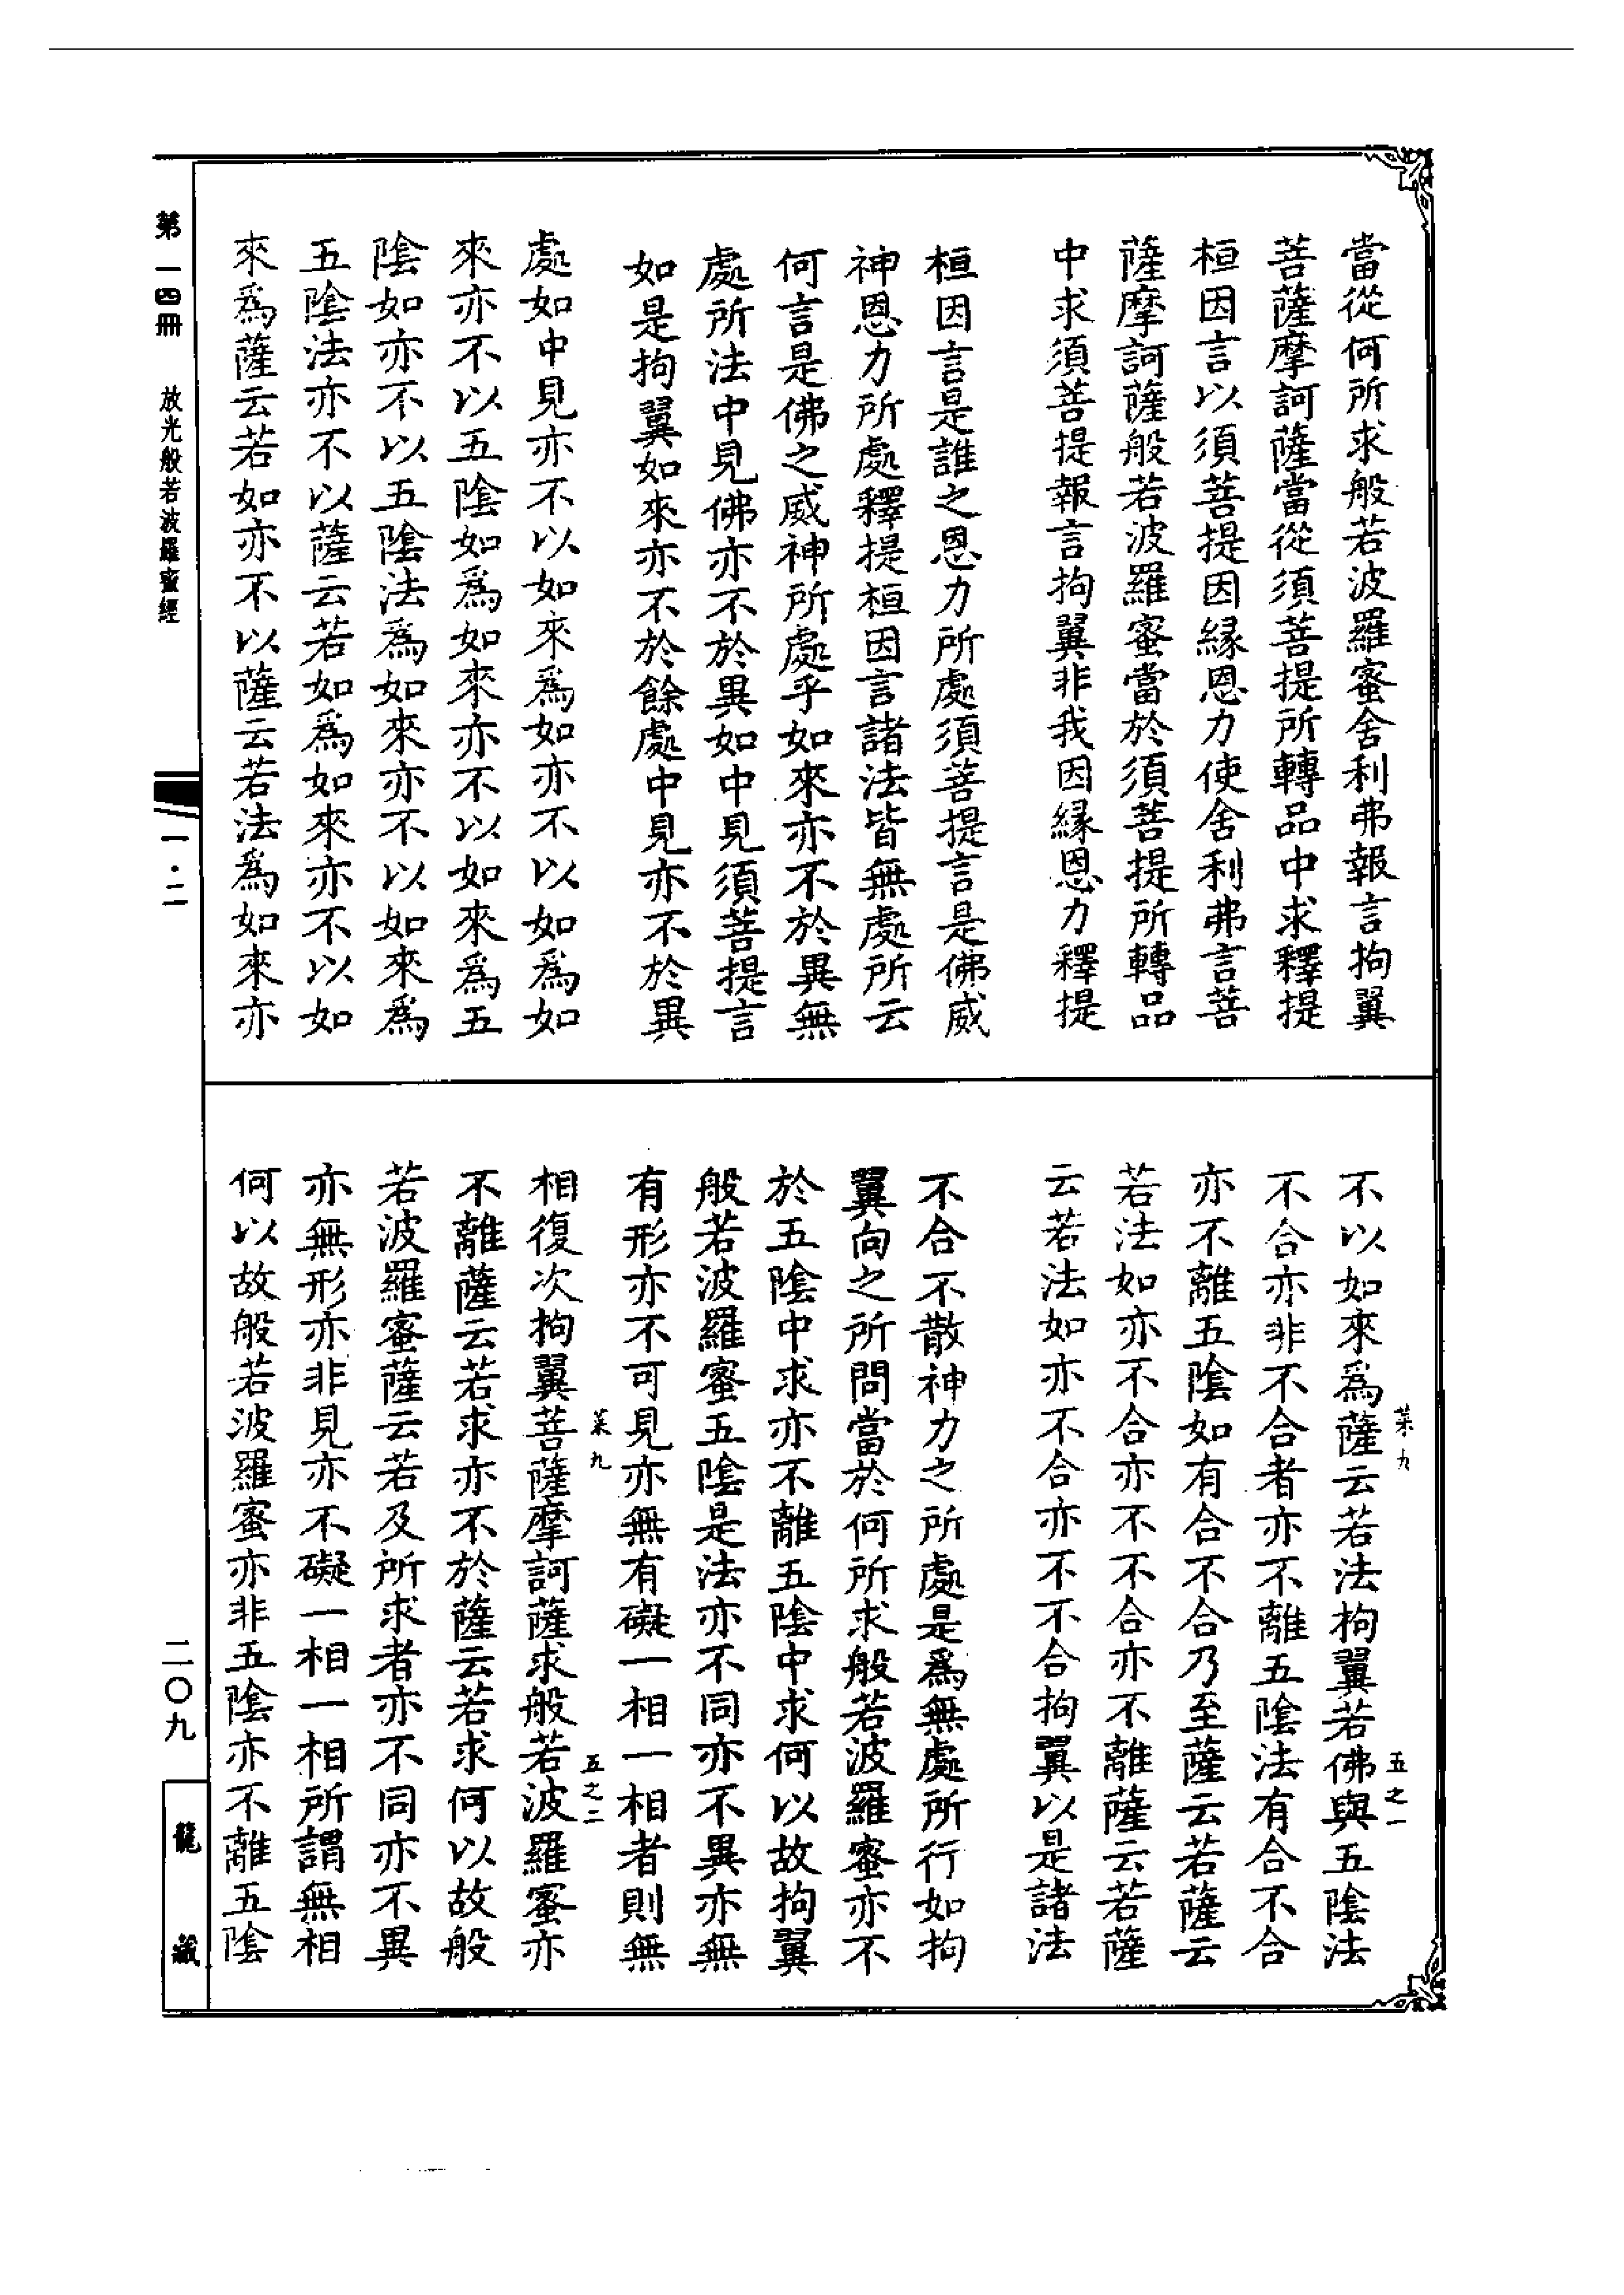 當從何所求般若波羅蜜舍利弗報言拘翼
菩薩摩訶薩當從須菩提所轉品中求釋提
桓因言以須菩提因緣恩力使舍利弗言菩
薩摩訶薩般若波羅蜜當於須菩提所轉品
中求須菩提報言拘翼非我因緣恩力釋提
桓因言是誰之恩力所處須菩提言是佛威
神恩力所處釋提桓因言諸法皆無處所云
何言是佛之威神所處乎如來亦不於異無
處所法中見佛亦不於異如中見須菩提言
如是拘翼如來亦不於餘處中見亦不於異
處如中見亦不以如來為如亦不以如為如
來亦不以五陰如為如來亦不以如來為五
陰如亦不以五陰法為如來亦不以如來為
五陰法亦不以薩云若如為如來亦不以如
來為薩云若如亦不以薩云若法為如來亦
不以如來為薩云若法拘翼若佛與五陰法
不合亦非不合者亦不離五陰法有合不合
亦不離五陰如有合不合乃至薩云若薩云
若法如亦不合亦不不合亦不離薩云若薩
云若法如亦不合亦不不合拘翼以是諸法
不合不散神力之所處是為無處所行如拘
翼向之所問當於何所求般若波羅蜜亦不
於五陰中求亦不離五陰中求何以故拘翼
般若波羅蜜五陰是法亦不同亦不異亦無
有形亦不可見亦無有礙一相一相者則無
相復次拘翼菩薩摩訶薩求般若波羅蜜亦
不離薩云若求亦不於薩云若求何以故般
若波羅蜜薩云若及所求者亦不同亦不異
亦無形亦非見亦不礙一相一相所謂無相
何以故般若波羅蜜亦非五陰亦不離五陰
菜九
五之一
菜九
五之二
第一四冊
放光般若波羅蜜經
一·二
二〇九
龍藏